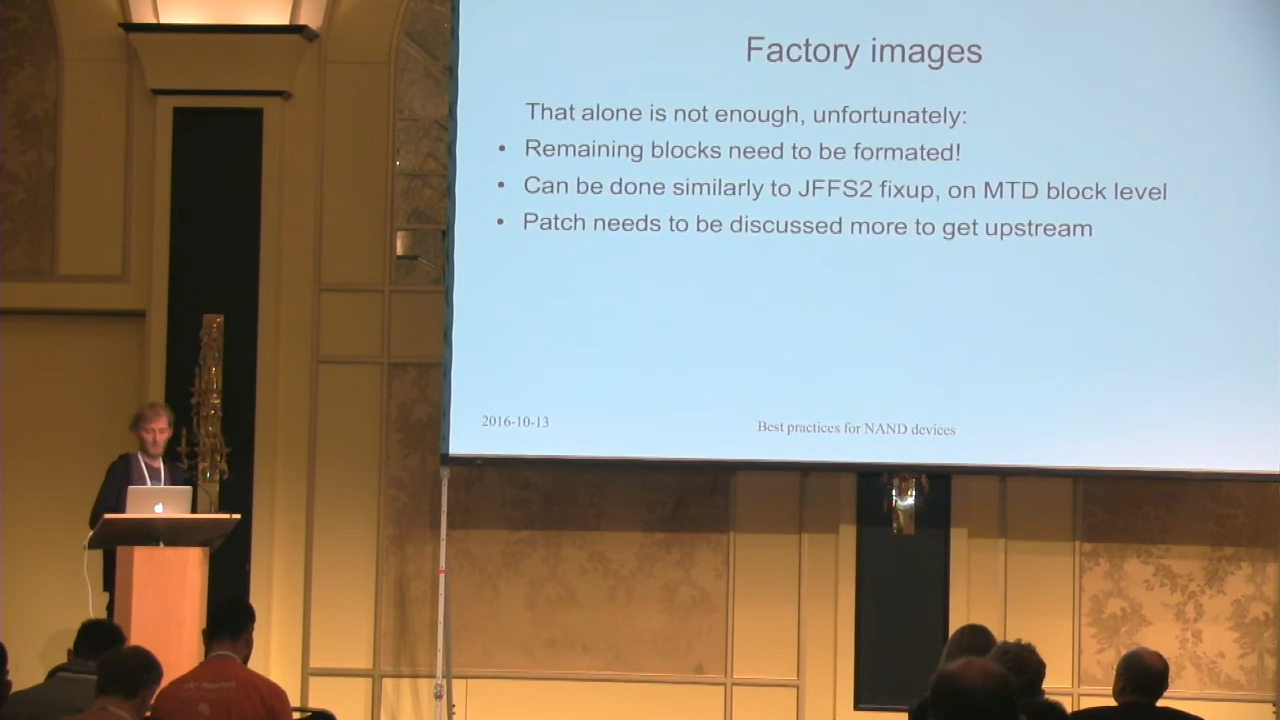 Factory images
That alone is not enough, unfortunately:
• Remaining blocks need to be formated!
• Can be done similarly to JFFS2 fixup, on MTD block level
• Patch needs to be discussed more to get upstream
2016-10-13
Best practices for NAND devices